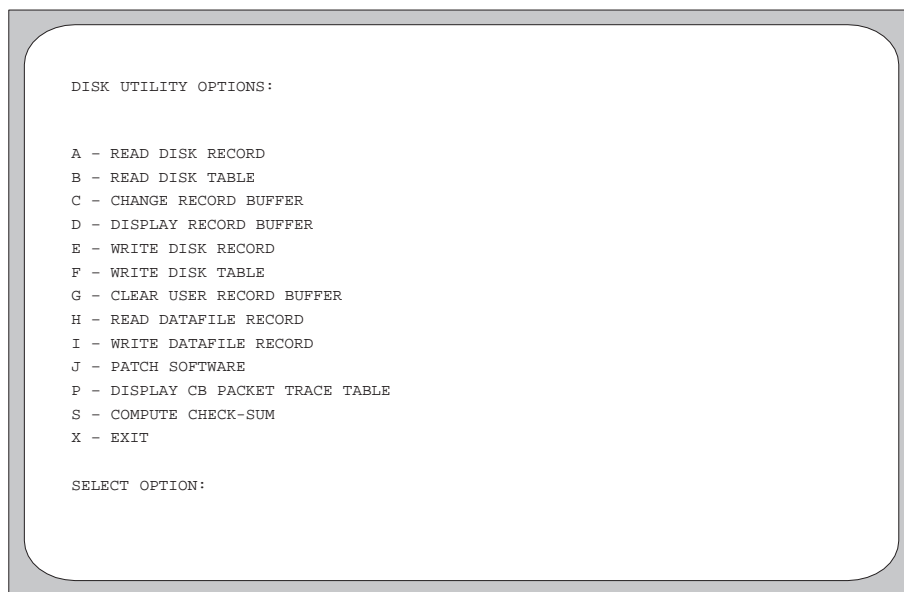 DISK UTILITY OPTIONS:
A – READ DISK RECORD
B – READ DISK TABLE
C – CHANGE RECORD BUFFER
D – DISPLAY RECORD BUFFER
E – WRITE DISK RECORD
F – WRITE DISK TABLE
G – CLEAR USER RECORD BUFFER
H – READ DATAFILE RECORD
I – WRITE DATAFILE RECORD
J – PATCH SOFTWARE
P – DISPLAY CB PACKET TRACE TABLE
S – COMPUTE CHECK-SUM
X – EXIT
SELECT OPTION: